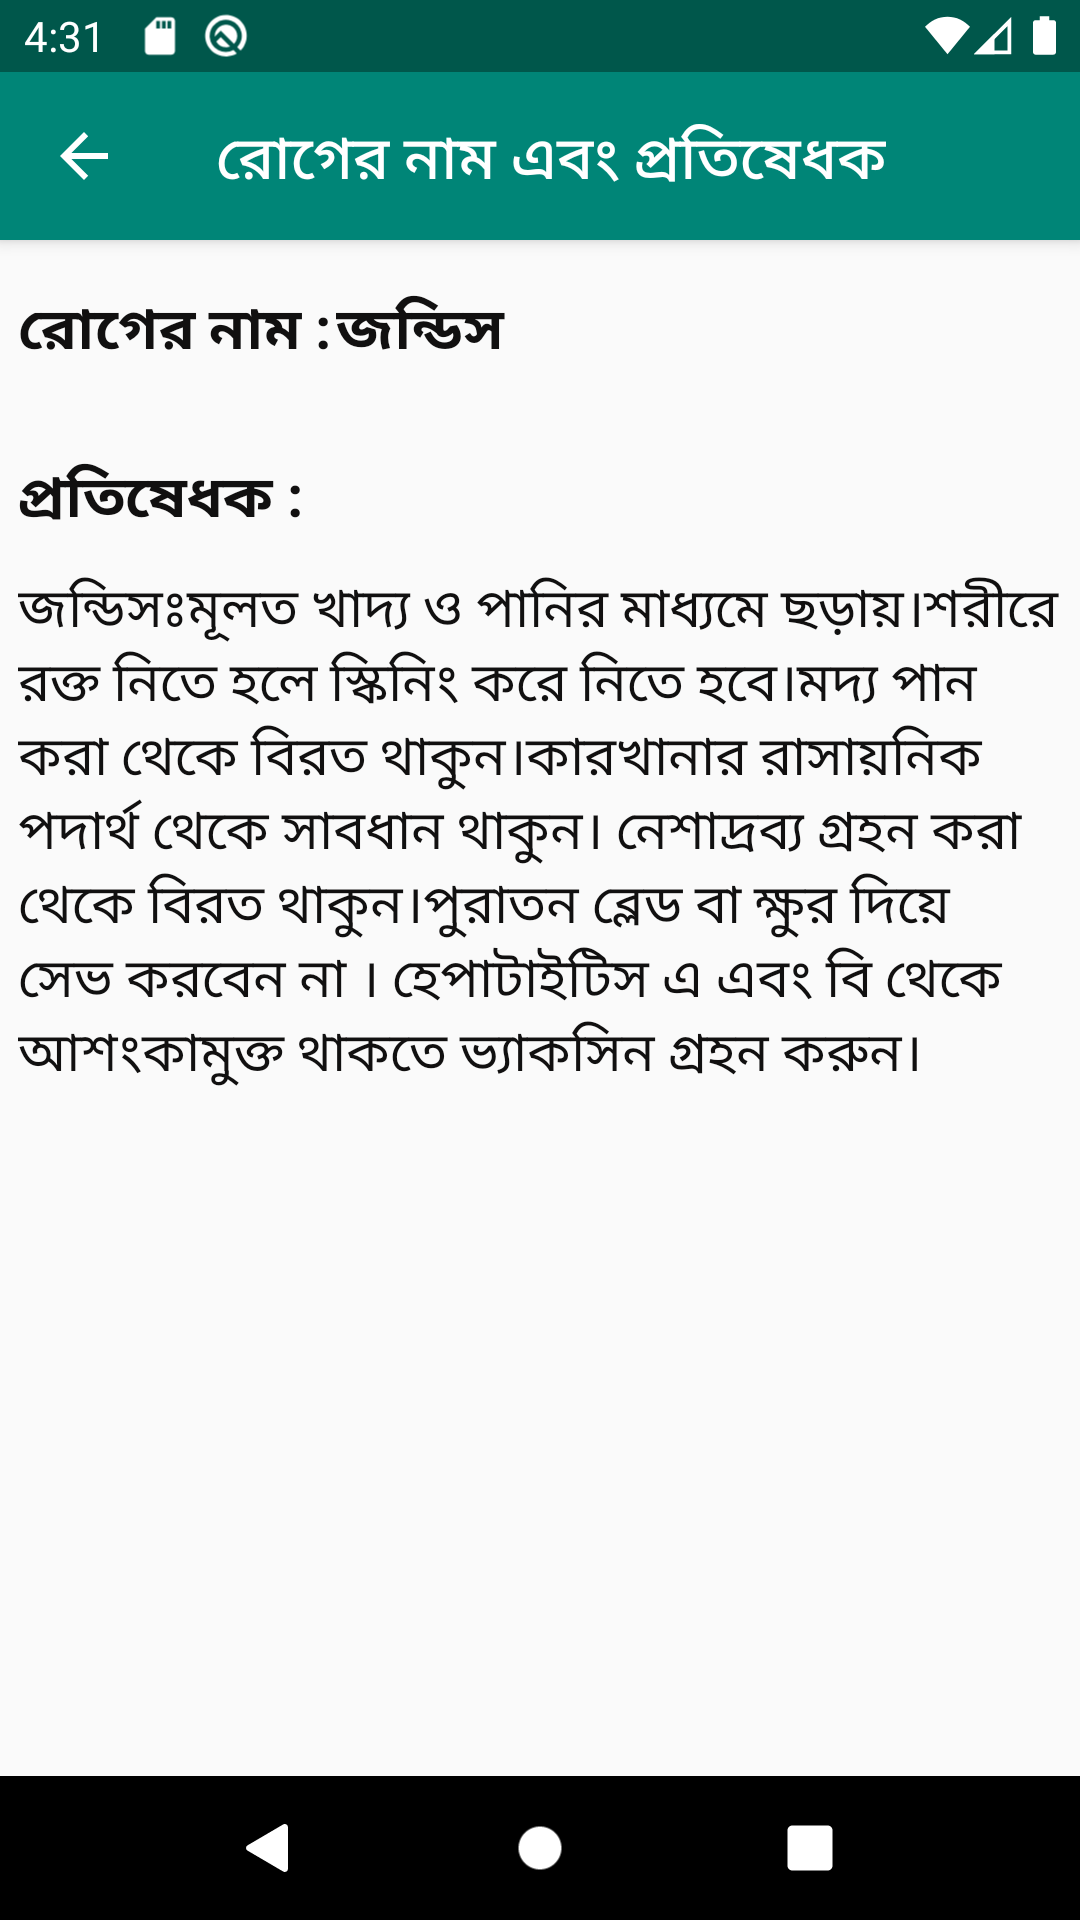 4:31
রোগের নাম এবং প্রতিষেধক
রোগের নাম :জন্ডিস
প্রতিষেধক :
জন্ডিসঃমূলত খাদ্য ও পানির মাধ্যমে ছড়ায়।শরীরে
রক্ত নিতে হলে স্কিনিং করে নিতে হবে।মদ্য পান
করা থেকে বিরত থাকুন।কারখানার রাসায়নিক
পদার্থ থেকে সাবধান থাকুন। নেশাদ্রব্য গ্রহন করা
থেকে বিরত থাকুন।পুরাতন ব্লেড বা ক্ষুর দিয়ে
সেভ করবেন না । হেপাটাইটিস এ এবং বি থেকে
আশংকামুক্ত থাকতে ভ্যাকসিন গ্রহন করুন।